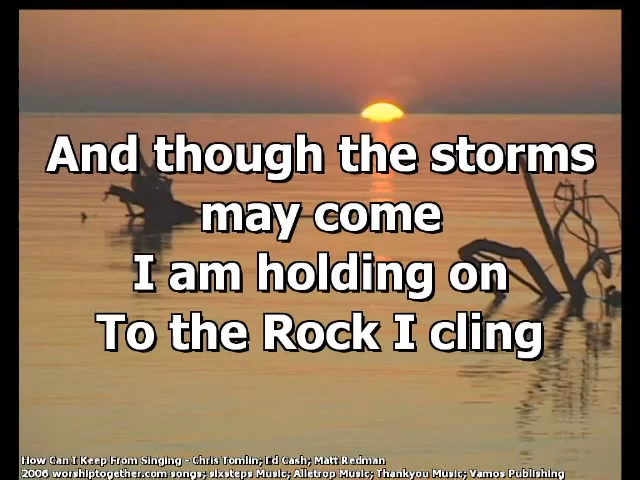 And though the storms
may come
I am holding on
To the Rock I cling
How Can I Keep From Singing - Chris Tomlin; Ed Cash; Matt Redman
2006 worshiptogether.com songs; sixsteps Music; Alletrop Music; Thankyou Music; Vamos Publishing